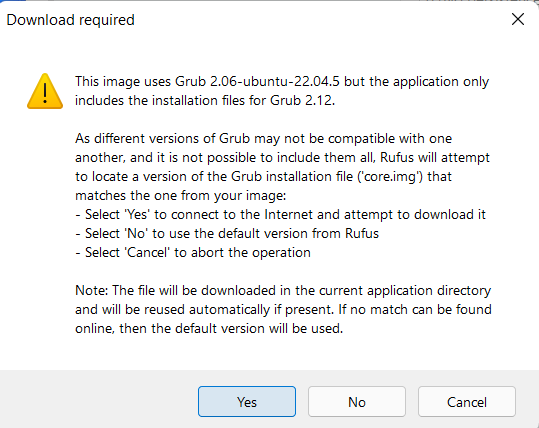 Download required
This image uses Grub 2.06-ubuntu-22.04.5 but the application only
includes the installation files for Grub 2.12.
As different versions of Grub may not be compatible with one
another, and it is not possible to include them all, Rufus will attempt
to locate a version of the Grub installation file ('core.img') that
matches the one from your image:
- Select 'Yes' to connect to the Internet and attempt to download it
- Select 'No' to use the default version from Rufus
- Select 'Cancel' to abort the operation
Note: The file will be downloaded in the current application directory
and will be reused automatically if present. If no match can be found
online, then the default version will be used.
Yes
No
Cancel